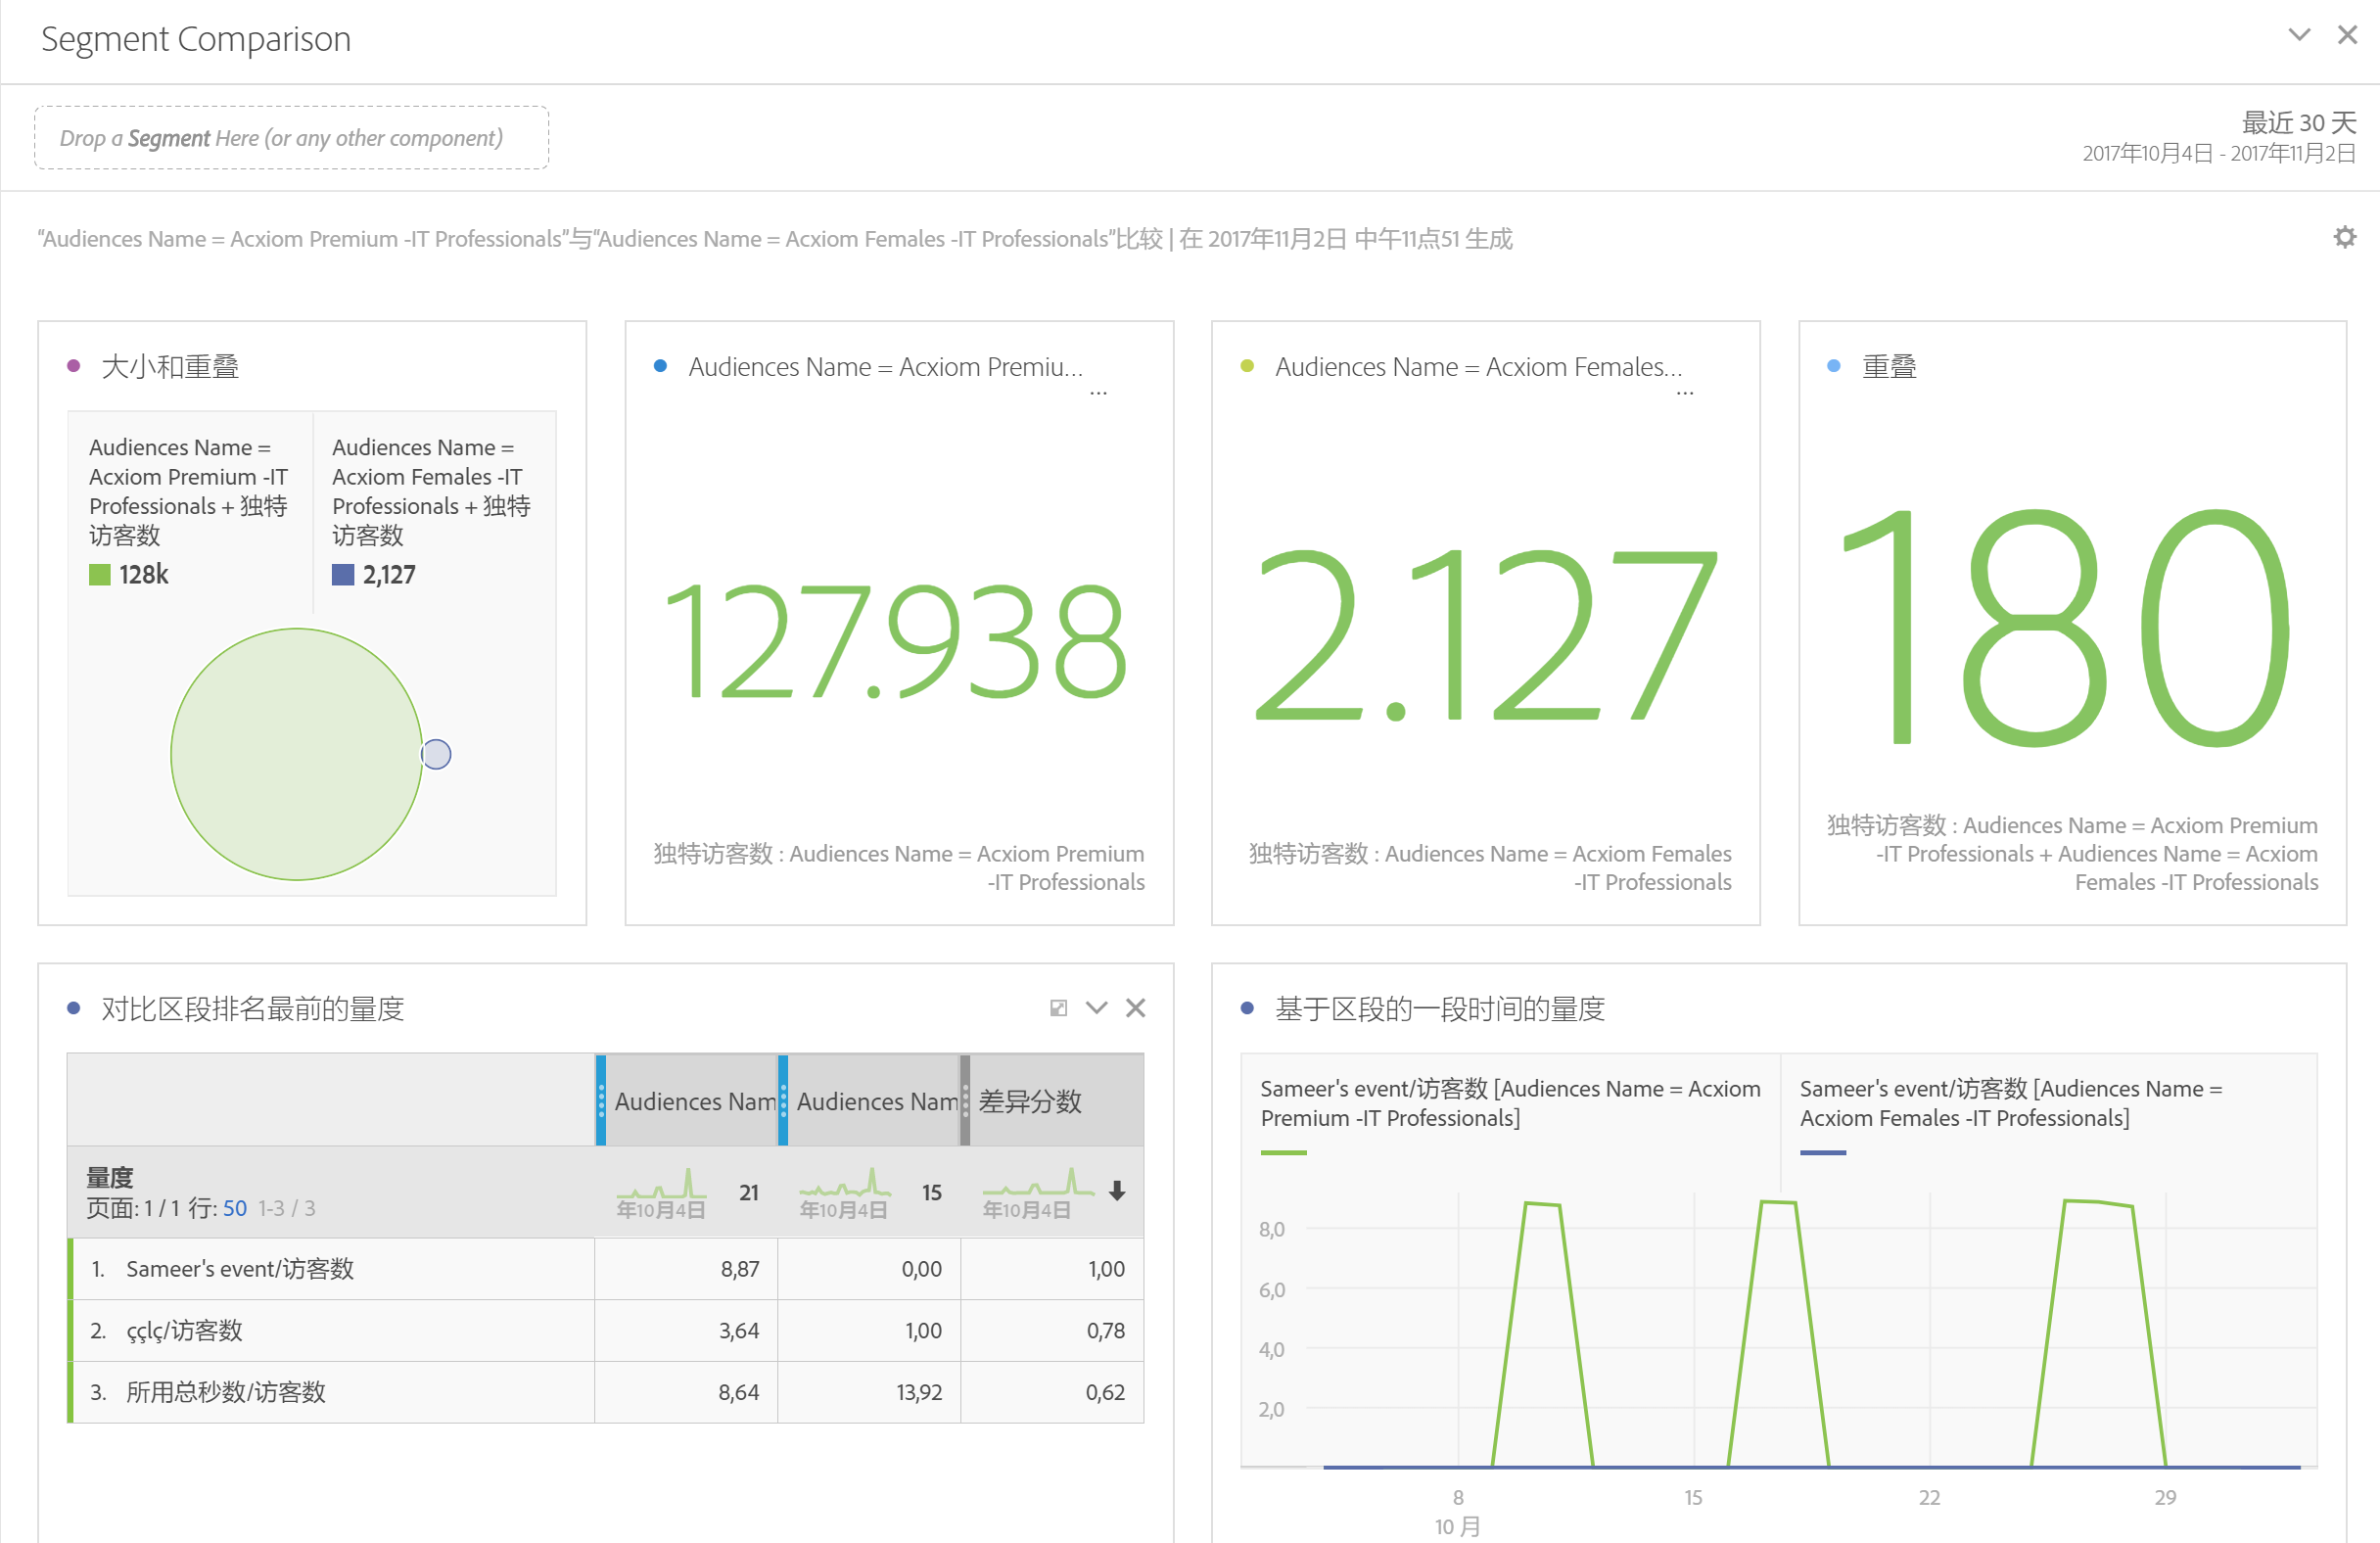 Segment Comparison
Drop a Segment Here (or any other component)
最近 30 天
2017年10月4日 - 2017年11月2日
“Audiences Name = Acxiom Premium -IT Professionals”与“Audiences Name = Acxiom Females -IT Professionals”比较 | 在 2017年11月2日 中午11点51 生成
大小和重叠
Audiences Name =
Acxiom Premium -IT
Professionals + 独特
访客数
128k
Audiences Name =
Acxiom Females -IT
Professionals + 独特
访客数
2,127
Audiences Name = Acxiom Premiu...
...
127.938
独特访客数 : Audiences Name = Acxiom Premium
-IT Professionals
Audiences Name = Acxiom Females...
...
2.127
独特访客数 : Audiences Name = Acxiom Females
-IT Professionals
重叠
180
独特访客数 : Audiences Name = Acxiom Premium
-IT Professionals + Audiences Name = Acxiom
Females -IT Professionals
对比区段排名最前的量度
Audiences Nam Audiences Nam 差异分数
量度
页面: 1 / 1 行: 50 1-3 / 3
年10月4日 21 年10月4日 15 年10月4日
1. Sameer's event/访客数 8,87 0,00 1,00
2. ççlç/访客数 3,64 1,00 0,78
3. 所用总秒数/访客数 8,64 13,92 0,62
基于区段的一段时间的量度
Sameer's event/访客数 [Audiences Name = Acxiom
Premium -IT Professionals]
Sameer's event/访客数 [Audiences Name =
Acxiom Females -IT Professionals]
8,0
6,0
4,0
2,0
8 15 22 29
10 月